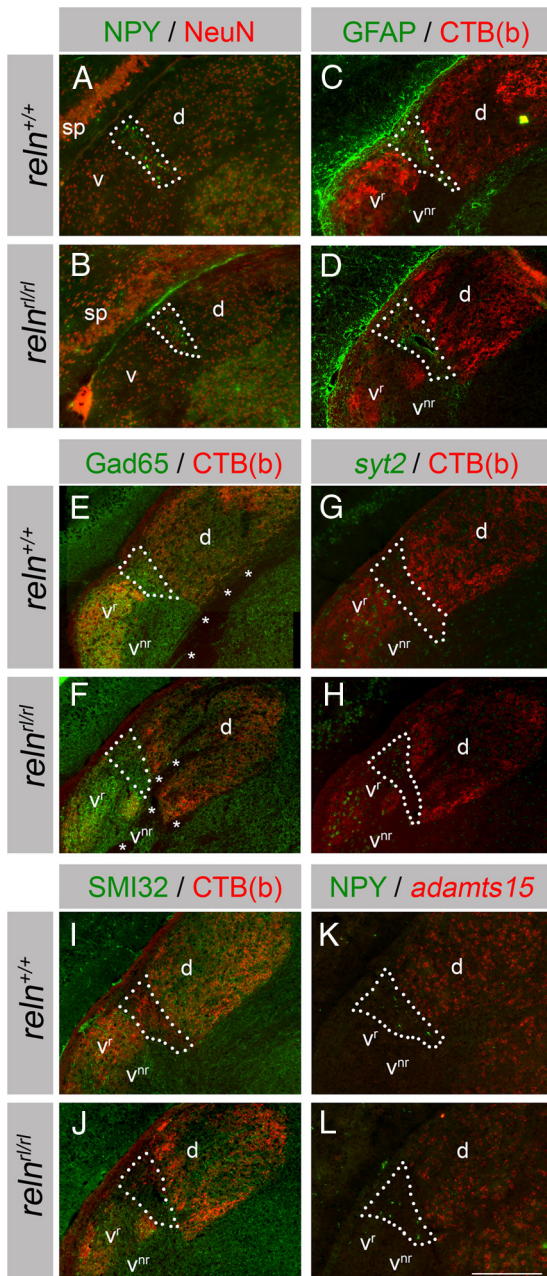 NPY / NeuN
GFAP / CTB(b)
reln+/+
A
sp
d
v
C
d
vr
vnr
relnrl/rl
B
sp
d
v
D
d
vr
vnr
Gad65 / CTB(b)
syt2 / CTB(b)
reln+/+
E
d
vr
vnr
*
*
*
*
G
d
vr
vnr
relnrl/rl
F
d
vr
vnr
*
*
*
*
*
H
d
vr
vnr
SMI32 / CTB(b)
NPY / adamts15
reln+/+
I
d
vr
vnr
K
d
vr
vnr
relnrl/rl
J
d
vr
vnr
L
d
vr
vnr